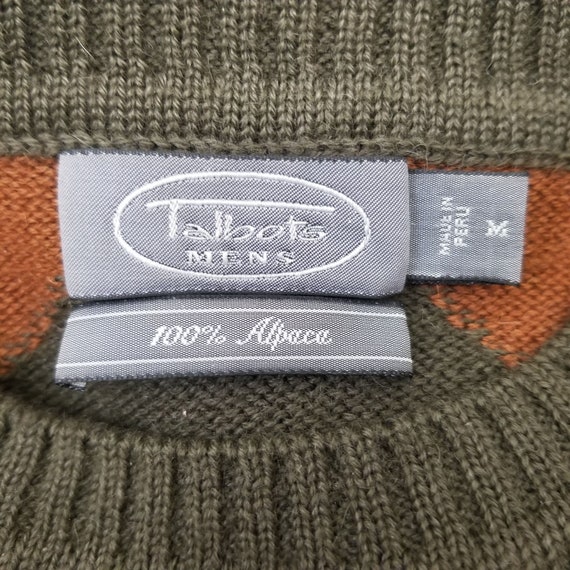 Talbots
MENS
MADE IN
PERU
M
100% Alpaca